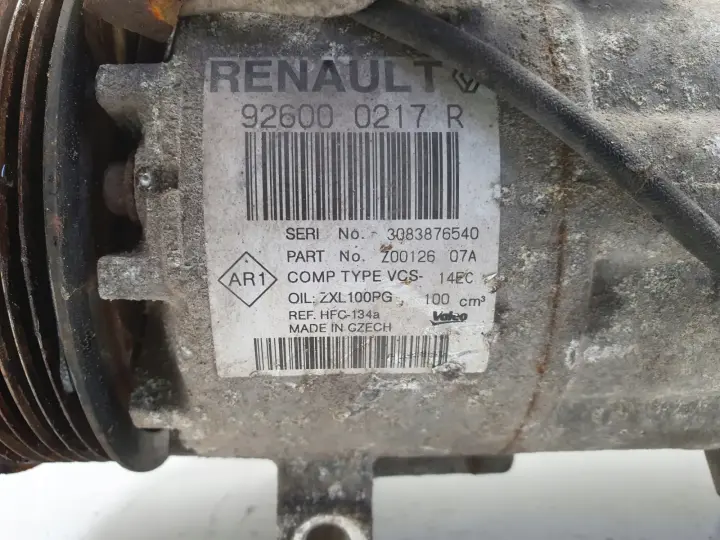 RENAULT
92600 0217 R
SERI No. - 3083876540
PART No. Z00126 07A
AR1
COMP TYPE VCS- 14EC
OIL: ZXL100PG 100 cm³
REF. HFC-134a
Valeo
MADE IN CZECH